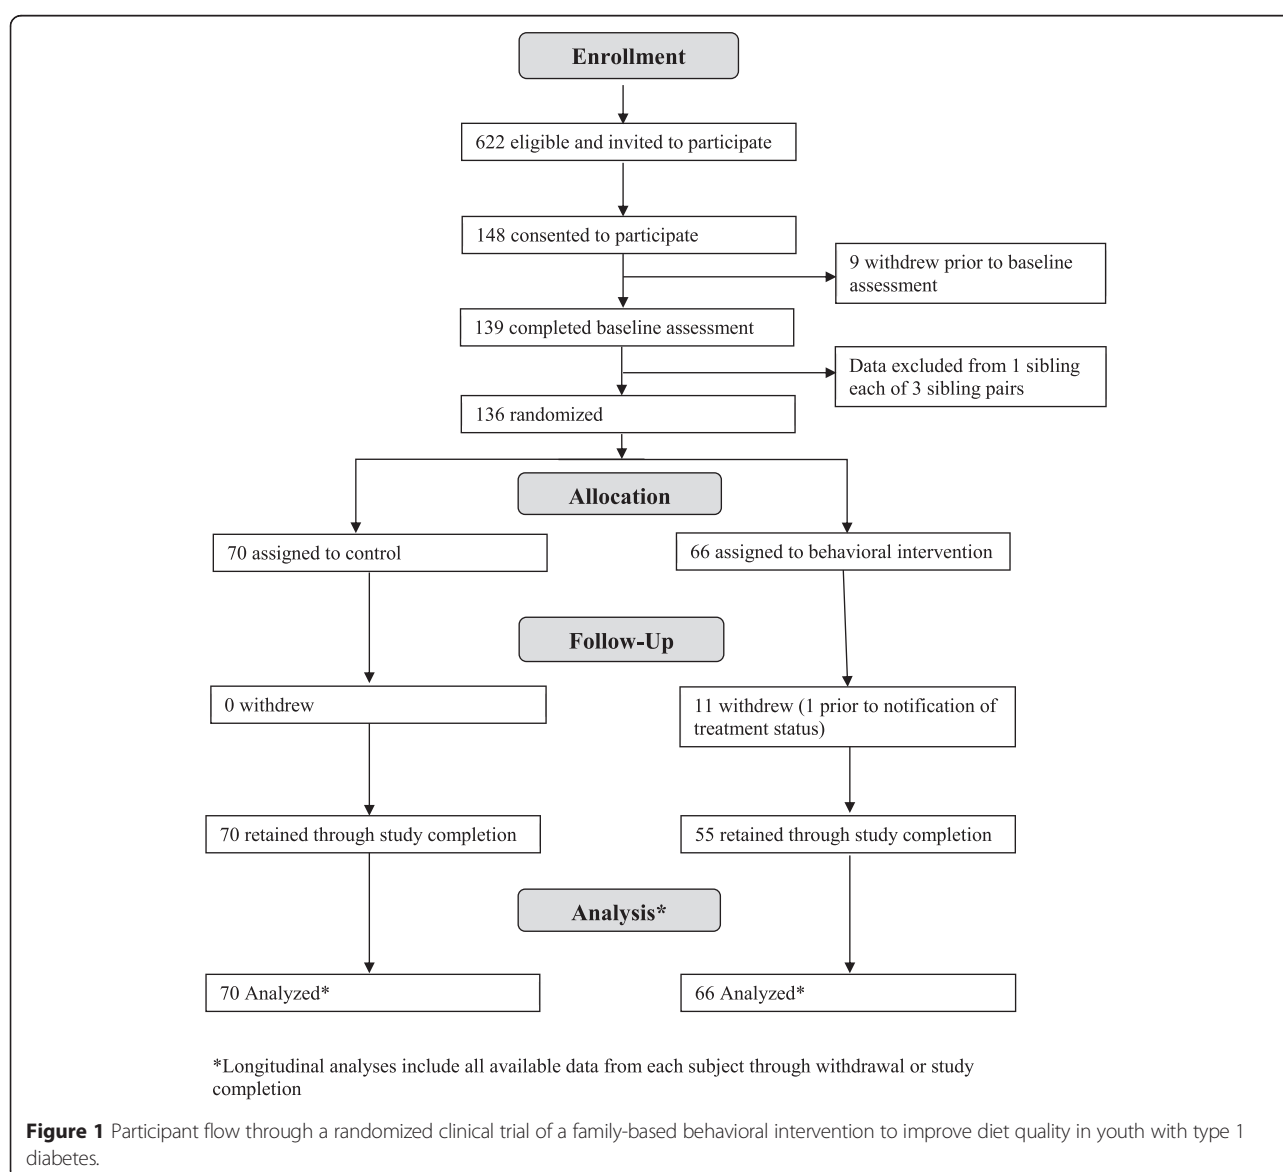 Enrollment
622 eligible and invited to participate
148 consented to participate
9 withdrew prior to baseline
assessment
139 completed baseline assessment
Data excluded from 1 sibling
each of 3 sibling pairs
136 randomized
Allocation
70 assigned to control
66 assigned to behavioral intervention
Follow-Up
0 withdrew
11 withdrew (1 prior to notification of
treatment status)
70 retained through study completion
55 retained through study completion
Analysis*
70 Analyzed*
66 Analyzed*
*Longitudinal analyses include all available data from each subject through withdrawal or study
completion
Figure 1 Participant flow through a randomized clinical trial of a family-based behavioral intervention to improve diet quality in youth with type 1
diabetes.